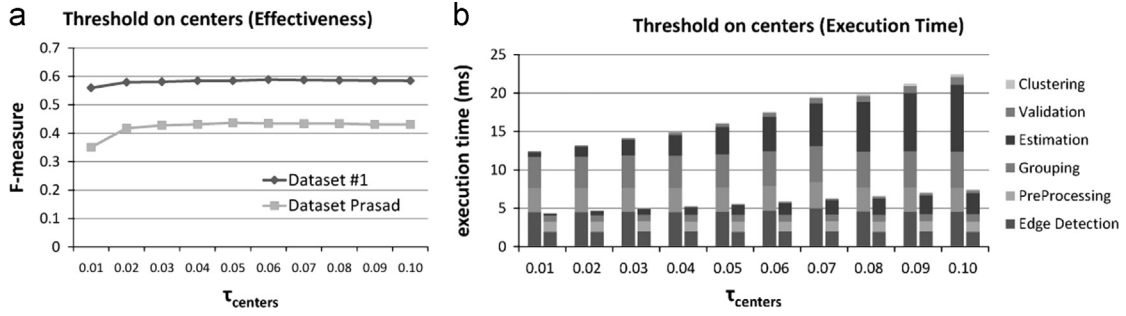 a
Threshold on centers (Effectiveness)
0.7
0.6
0.5
0.4
0.3
0.2
0.1
0
F-measure
Dataset #1
Dataset Prasad
0.01 0.02 0.03 0.04 0.05 0.06 0.07 0.08 0.09 0.10
τcenters
b
Threshold on centers (Execution Time)
25
20
15
10
5
0
execution time (ms)
0.01 0.02 0.03 0.04 0.05 0.06 0.07 0.08 0.09 0.10
τcenters
Clustering
Validation
Estimation
Grouping
PreProcessing
Edge Detection